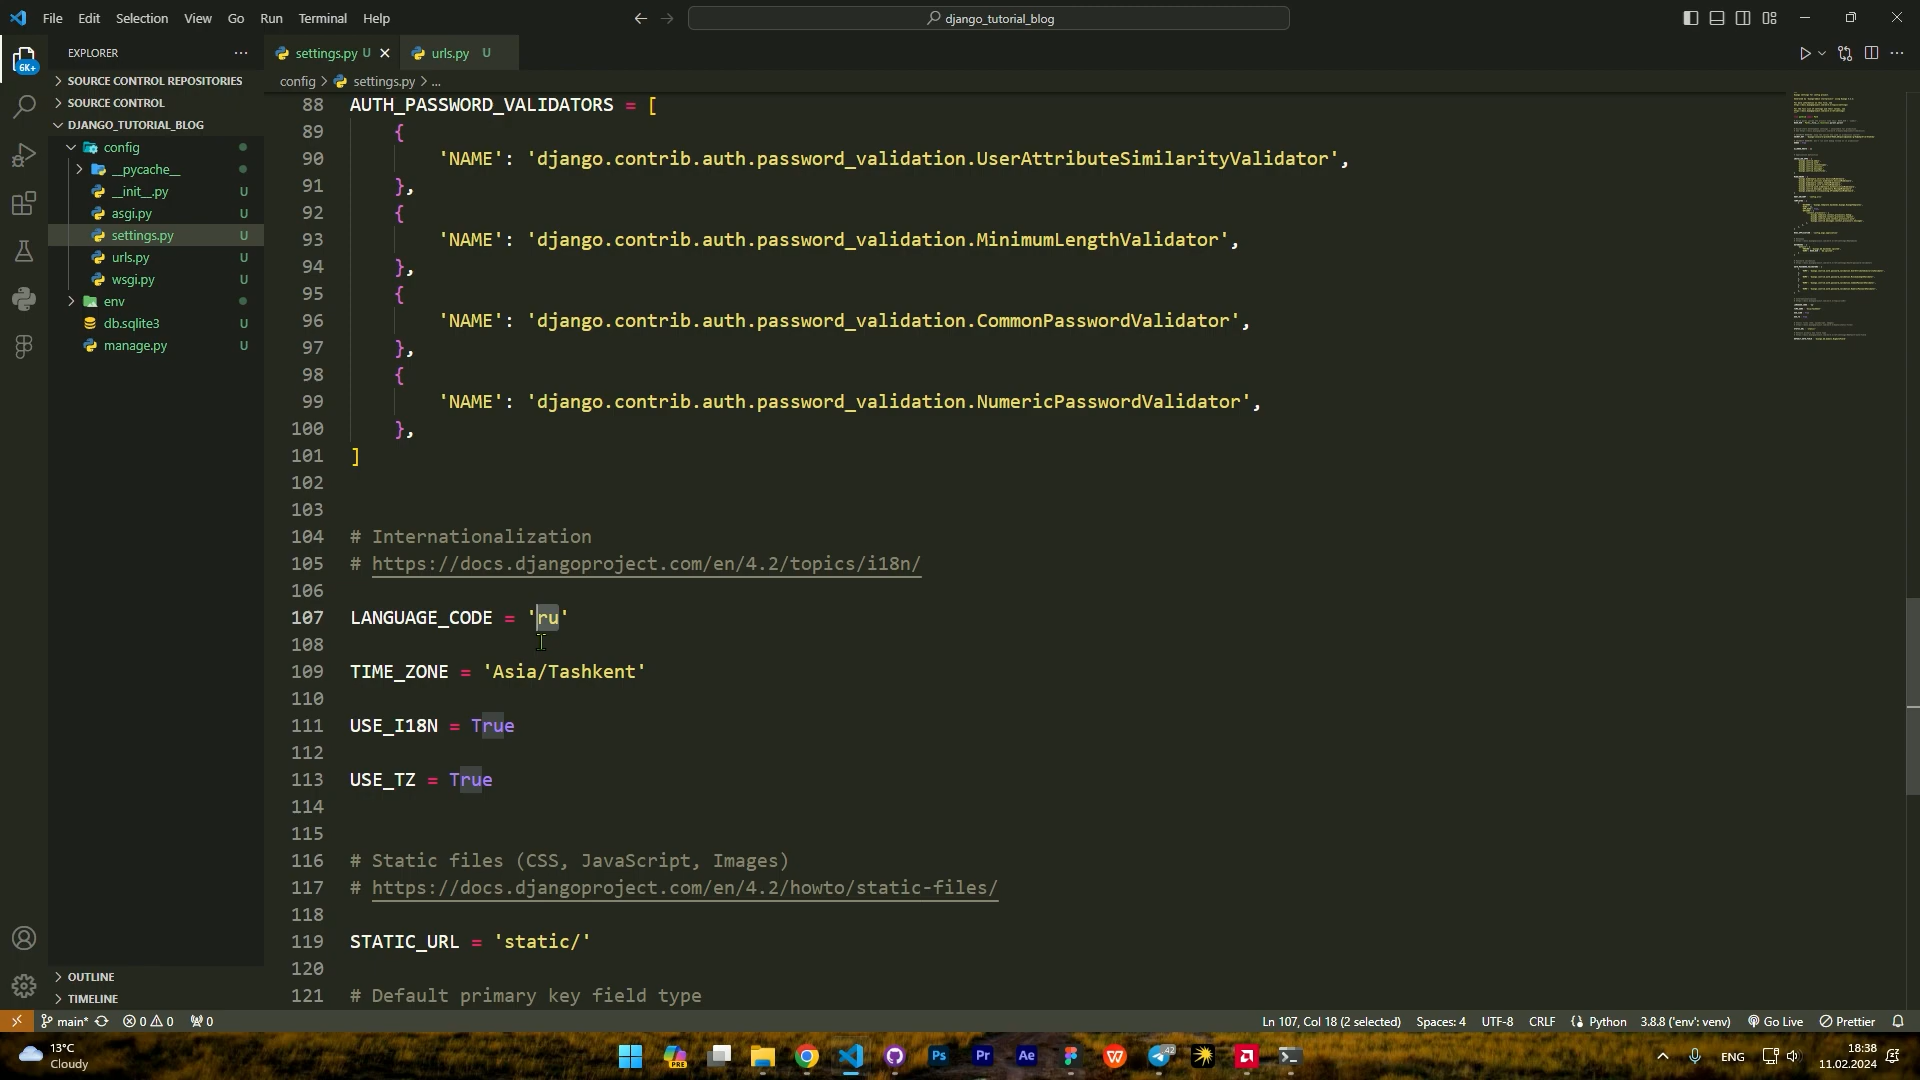 File Edit Selection View Go Run Terminal Help
django_tutorial_blog
EXPLORER
SOURCE CONTROL REPOSITORIES
SOURCE CONTROL
DJANGO_TUTORIAL_BLOG
config
__pycache__
__init__.py U
asgi.py U
settings.py U
urls.py U
wsgi.py U
env
db.sqlite3 U
manage.py U
OUTLINE
TIMELINE
6K+
settings.py U
urls.py U
config > settings.py > ...
88 AUTH_PASSWORD_VALIDATORS = [
89 {
90 'NAME': 'django.contrib.auth.password_validation.UserAttributeSimilarityValidator',
91 },
92 {
93 'NAME': 'django.contrib.auth.password_validation.MinimumLengthValidator',
94 },
95 {
96 'NAME': 'django.contrib.auth.password_validation.CommonPasswordValidator',
97 },
98 {
99 'NAME': 'django.contrib.auth.password_validation.NumericPasswordValidator',
100 },
101 ]
102
103
104 # Internationalization
105 # https://docs.djangoproject.com/en/4.2/topics/i18n/
106
107 LANGUAGE_CODE = 'ru'
108
109 TIME_ZONE = 'Asia/Tashkent'
110
111 USE_I18N = True
112
113 USE_TZ = True
114
115
116 # Static files (CSS, JavaScript, Images)
117 # https://docs.djangoproject.com/en/4.2/howto/static-files/
118
119 STATIC_URL = 'static/'
120
121 # Default primary key field type
main* 0 0 0
Ln 107, Col 18 (2 selected) Spaces: 4 UTF-8 CRLF Python 3.8.8 ('env': venv) Go Live Prettier
13°C
Cloudy
PRE
Ps
Pr
Ae
42
ENG
18:38
11.02.2024